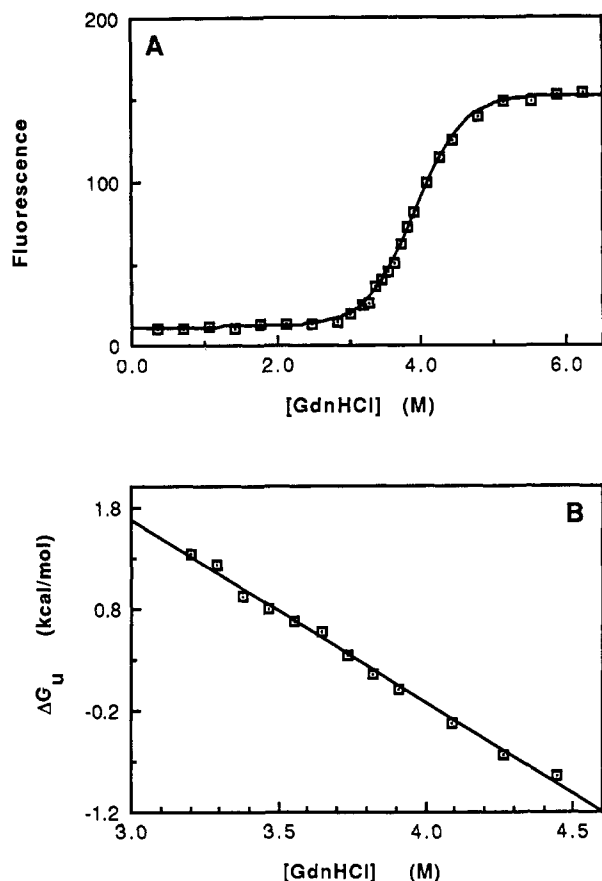 A
200
100
0
Fluorescence
0.0 2.0 4.0 6.0
[GdnHCl] (M)
B
1.8
0.8
-0.2
-1.2
ΔGu (kcal/mol)
3.0 3.5 4.0 4.5
[GdnHCl] (M)